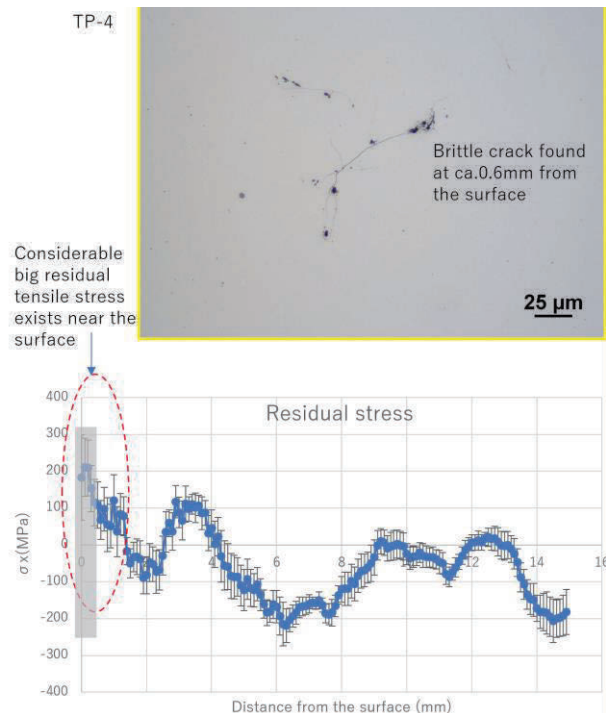 TP-4
Brittle crack found
at ca.0.6mm from
the surface
25 µm
Considerable
big residual
tensile stress
exists near the
surface
Residual stress
400
300
200
100
0
-100
-200
-300
-400
σx(MPa)
0 2 4 6 8 10 12 14 16
Distance from the surface (mm)